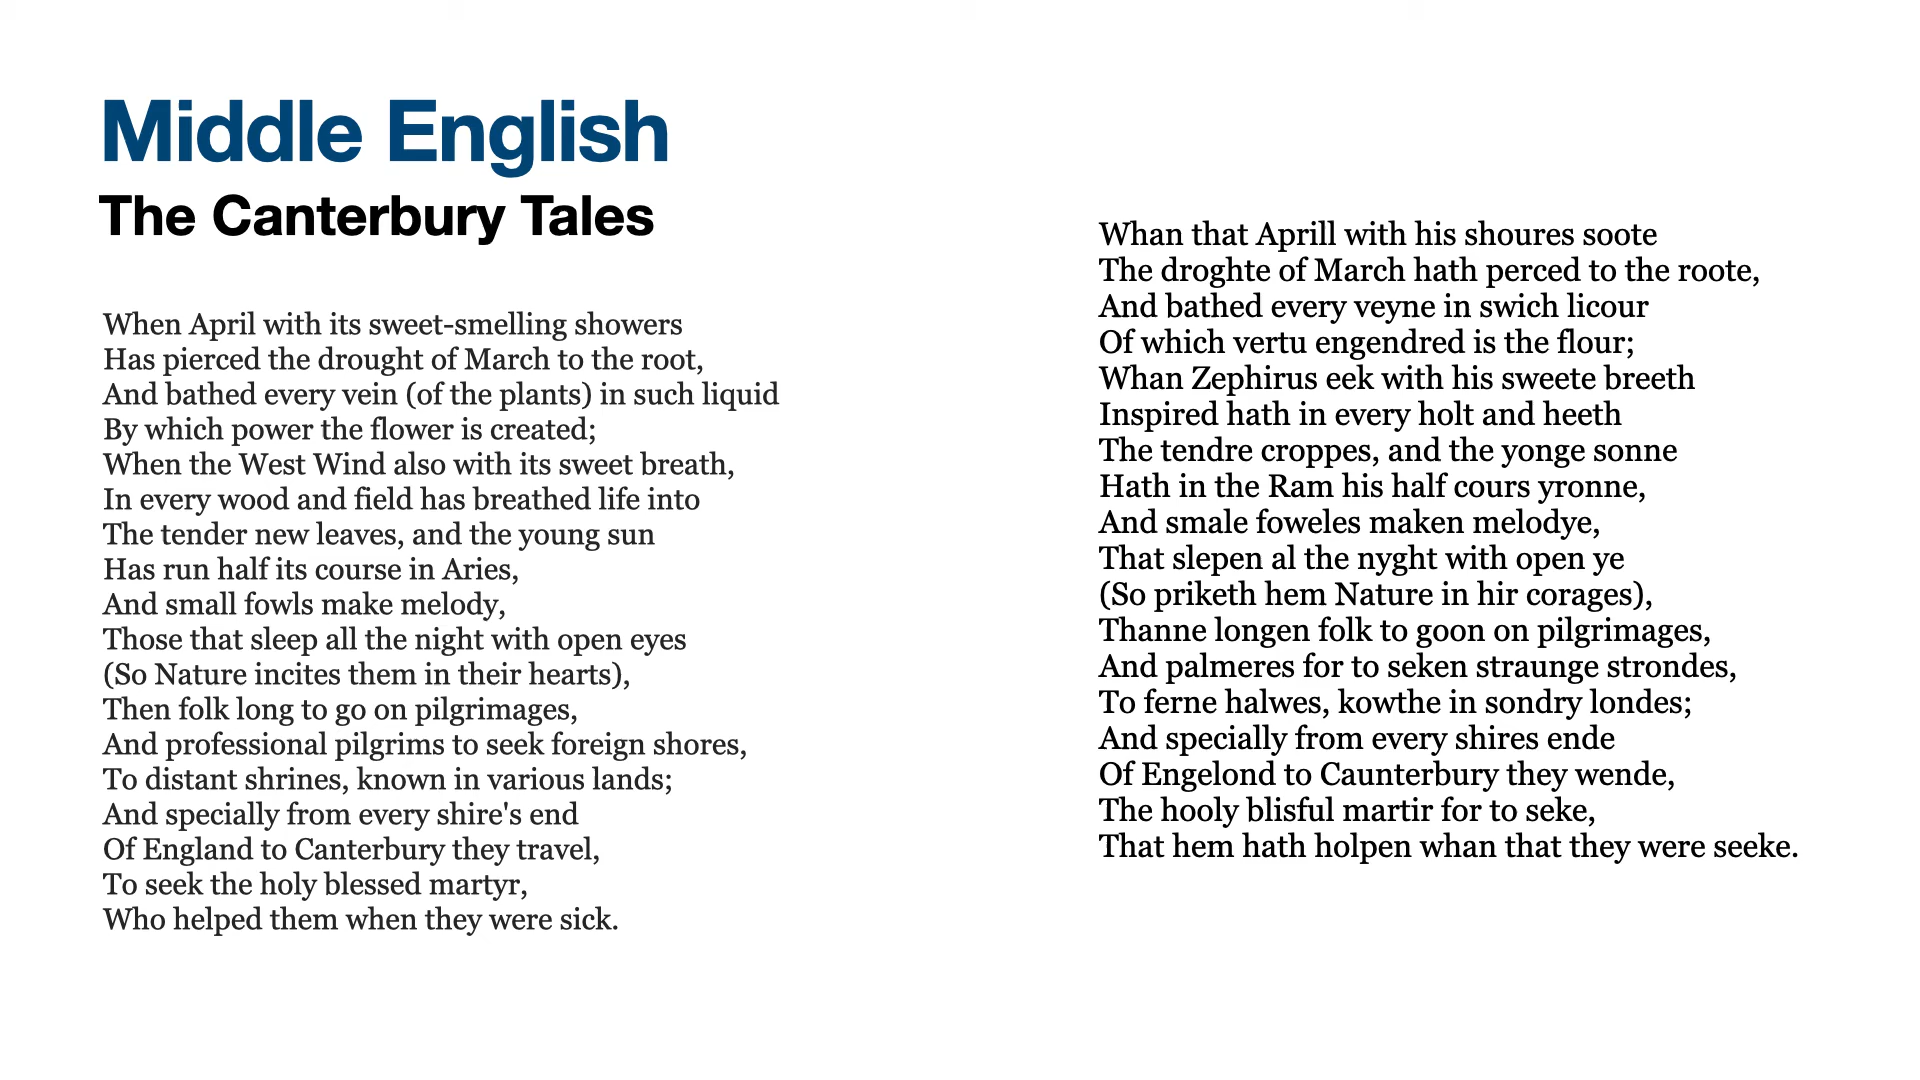 Middle English
The Canterbury Tales
When April with its sweet-smelling showers
Has pierced the drought of March to the root,
And bathed every vein (of the plants) in such liquid
By which power the flower is created;
When the West Wind also with its sweet breath,
In every wood and field has breathed life into
The tender new leaves, and the young sun
Has run half its course in Aries,
And small fowls make melody,
Those that sleep all the night with open eyes
(So Nature incites them in their hearts),
Then folk long to go on pilgrimages,
And professional pilgrims to seek foreign shores,
To distant shrines, known in various lands;
And specially from every shire's end
Of England to Canterbury they travel,
To seek the holy blessed martyr,
Who helped them when they were sick.
Whan that Aprill with his shoures soote
The droghte of March hath perced to the roote,
And bathed every veyne in swich licour
Of which vertu engendred is the flour;
Whan Zephirus eek with his sweete breeth
Inspired hath in every holt and heeth
The tendre croppes, and the yonge sonne
Hath in the Ram his half cours yronne,
And smale foweles maken melodye,
That slepen al the nyght with open ye
(So priketh hem Nature in hir corages),
Thanne longen folk to goon on pilgrimages,
And palmeres for to seken straunge strondes,
To ferne halwes, kowthe in sondry londes;
And specially from every shires ende
Of Engelond to Caunterbury they wende,
The hooly blisful martir for to seke,
That hem hath holpen whan that they were seeke.